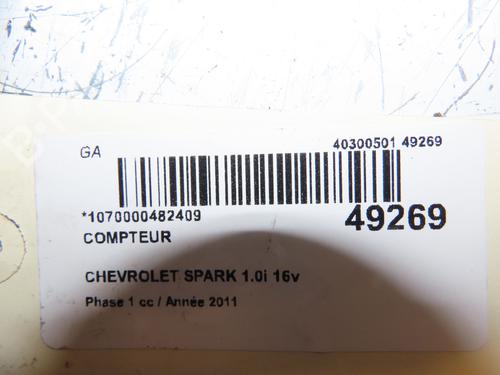 GA
40300501 49269
*1070000482409
49269
COMPTEUR
CHEVROLET SPARK 1.0i 16v
Phase 1 cc / Année 2011